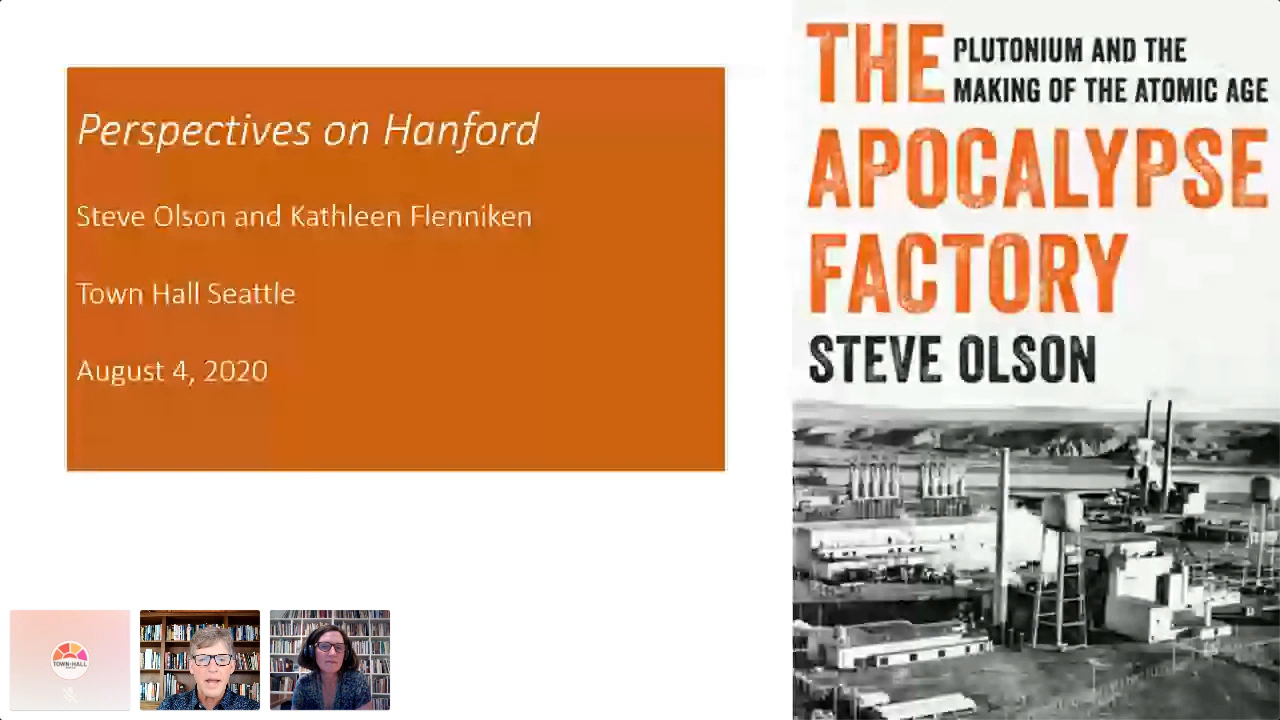 Perspectives on Hanford
Steve Olson and Kathleen Flenniken
Town Hall Seattle
August 4, 2020
THE PLUTONIUM AND THE
MAKING OF THE ATOMIC AGE
APOCALYPSE
FACTORY
STEVE OLSON
TOWN HALL